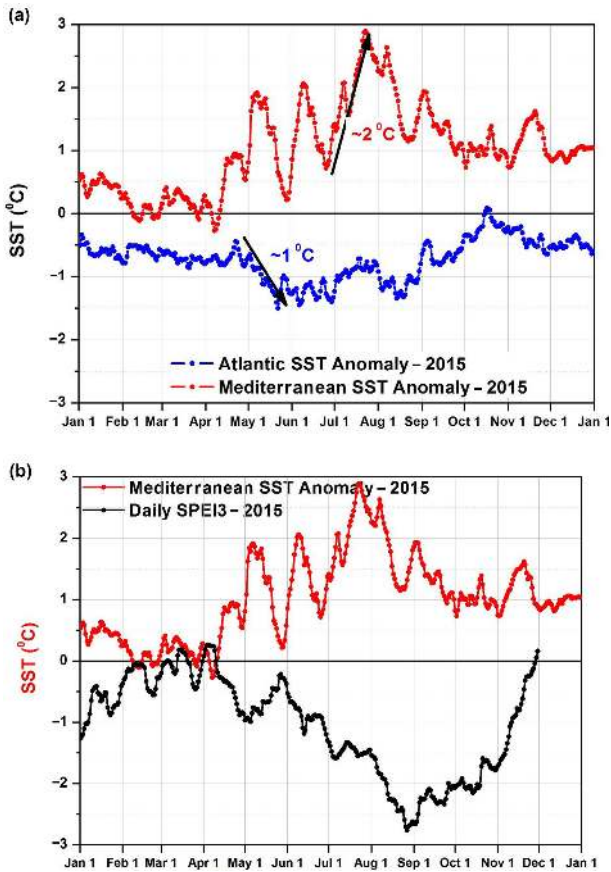 (a)
3
2
1
0
−1
−2
−3
SST (⁰C)
~2 ⁰C
~1 ⁰C
Atlantic SST Anomaly – 2015
Mediterranean SST Anomaly – 2015
Jan 1 Feb 1 Mar 1 Apr 1 May 1 Jun 1 Jul 1 Aug 1 Sep 1 Oct 1 Nov 1 Dec 1 Jan 1
(b)
3
2
1
0
−1
−2
−3
SST (⁰C)
Mediterranean SST Anomaly – 2015
Daily SPEI3 – 2015
Jan 1 Feb 1 Mar 1 Apr 1 May 1 Jun 1 Jul 1 Aug 1 Sep 1 Oct 1 Nov 1 Dec 1 Jan 1